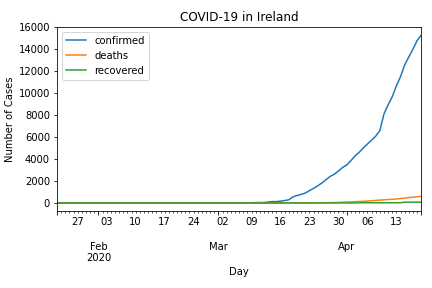 COVID-19 in Ireland
16000
14000
12000
10000
8000
6000
4000
2000
0
Number of Cases
confirmed
deaths
recovered
27 03 10 17 24 02 09 16 23 30 06 13
Feb Mar Apr
2020
Day